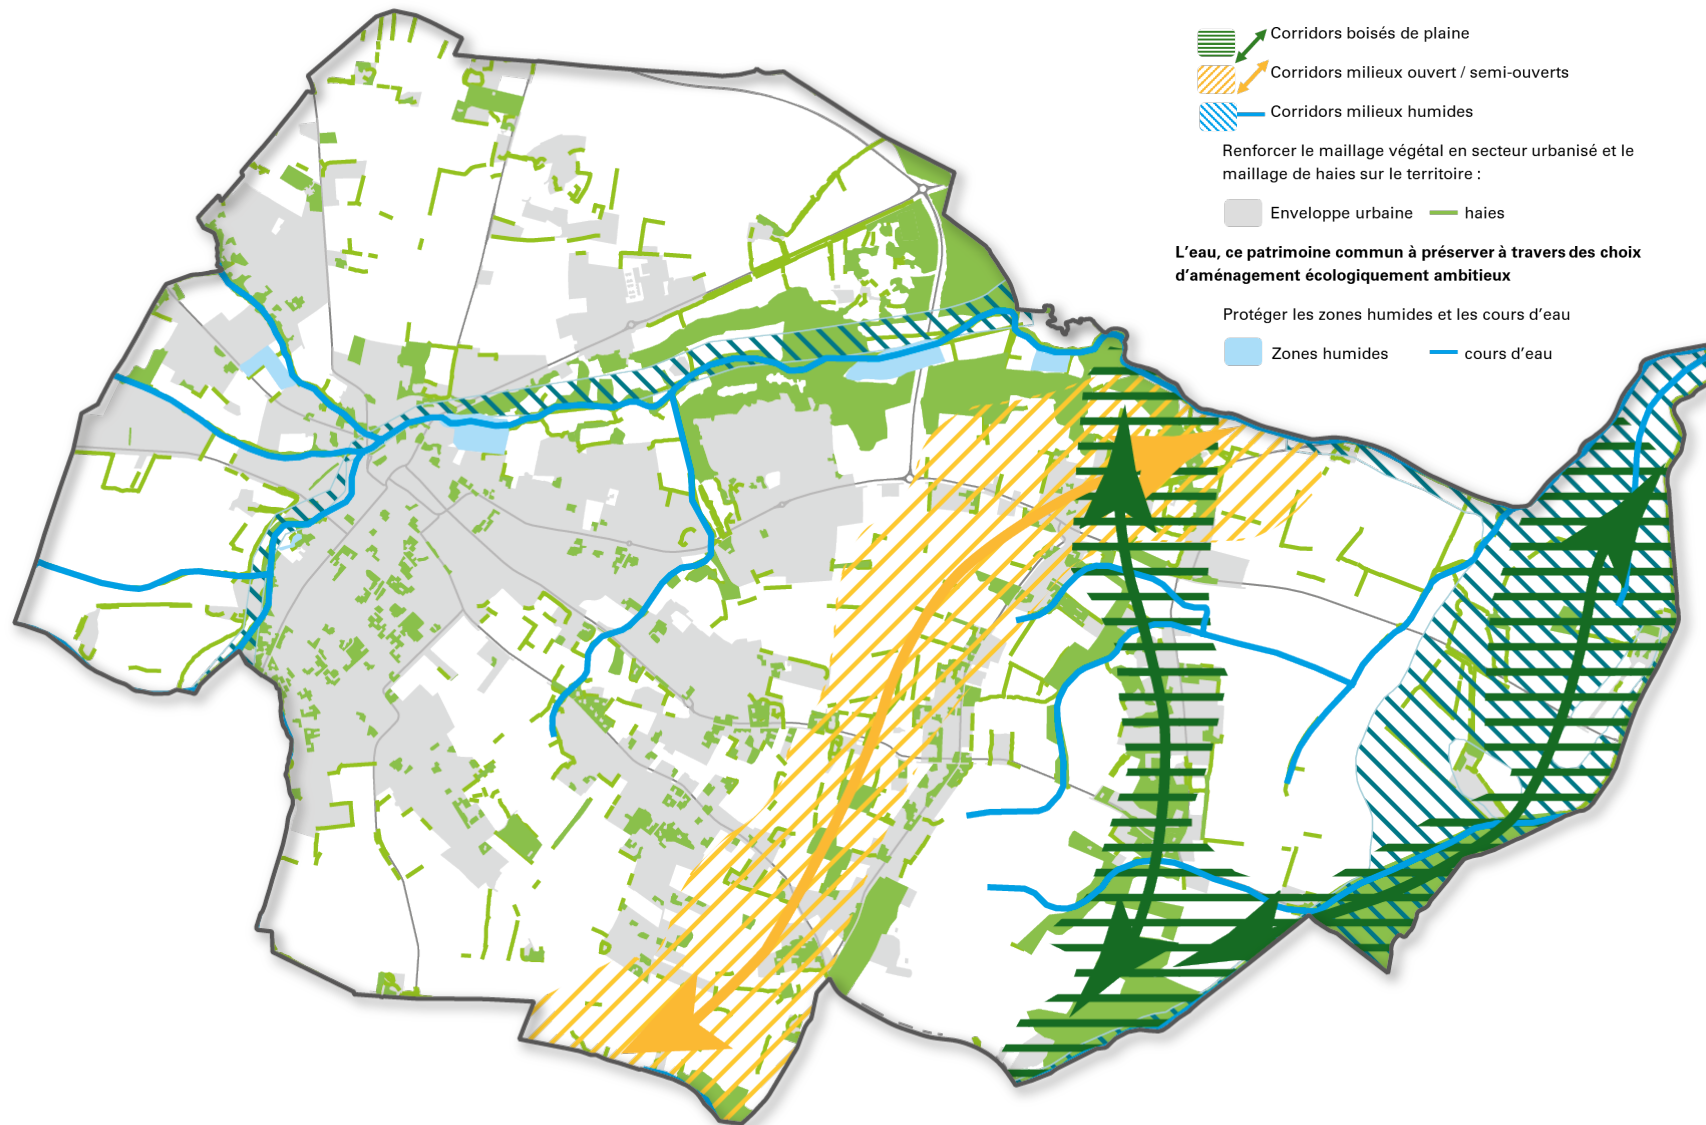 Corridors boisés de plaine
Corridors milieux ouvert / semi-ouverts
Corridors milieux humides
Renforcer le maillage végétal en secteur urbanisé et le
maillage de haies sur le territoire :
Enveloppe urbaine
haies
L'eau, ce patrimoine commun à préserver à travers des choix
d'aménagement écologiquement ambitieux
Protéger les zones humides et les cours d'eau
Zones humides
cours d'eau